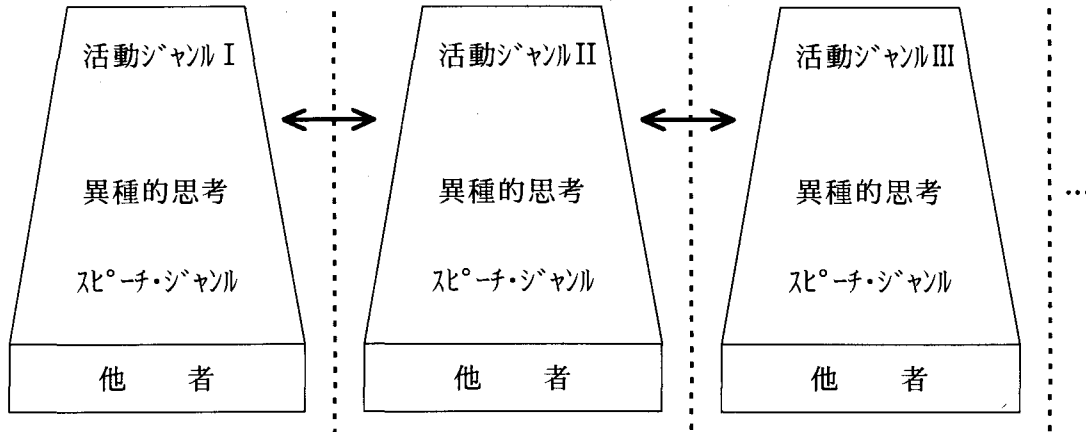 活動ジャンルⅠ
異種的思考
スピーチ・ジャンル
他 者
活動ジャンルⅡ
異種的思考
スピーチ・ジャンル
他 者
活動ジャンルⅢ
異種的思考
スピーチ・ジャンル
他 者
…